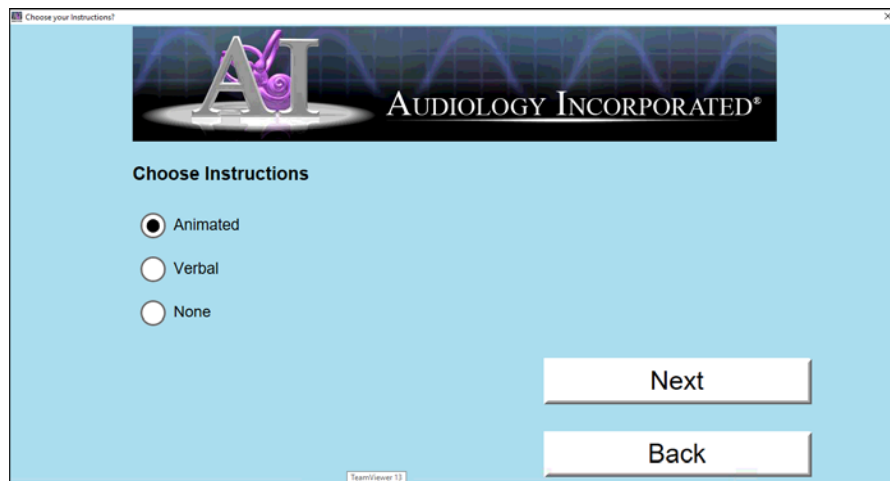 Choose your Instructions?
AI
AUDIOLOGY INCORPORATED®
Choose Instructions
Animated
Verbal
None
Next
Back
TeamViewer 13